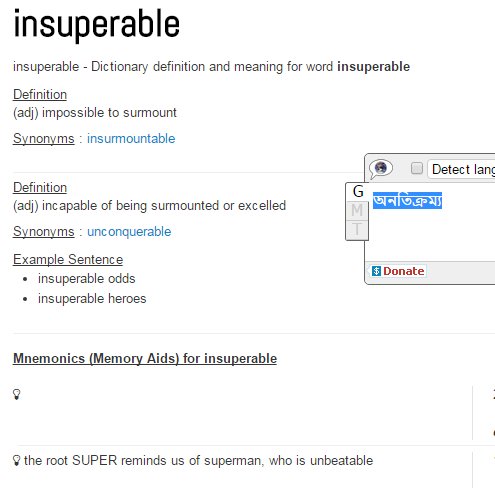 insuperable
insuperable - Dictionary definition and meaning for word insuperable
Definition
(adj) impossible to surmount
Synonyms : insurmountable
Detect lang
G
অনতিক্রম্য
M
T
Donate
Definition
(adj) incapable of being surmounted or excelled
Synonyms : unconquerable
Example Sentence
• insuperable odds
• insuperable heroes
Mnemonics (Memory Aids) for insuperable
the root SUPER reminds us of superman, who is unbeatable